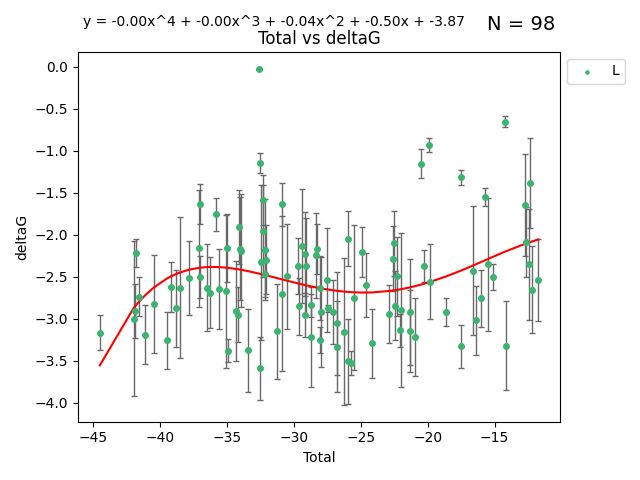 y = -0.00x^4 + -0.00x^3 + -0.04x^2 + -0.50x + -3.87
N = 98
Total vs deltaG
L
0.0
−0.5
−1.0
−1.5
−2.0
−2.5
−3.0
−3.5
−4.0
deltaG
−45 −40 −35 −30 −25 −20 −15
Total